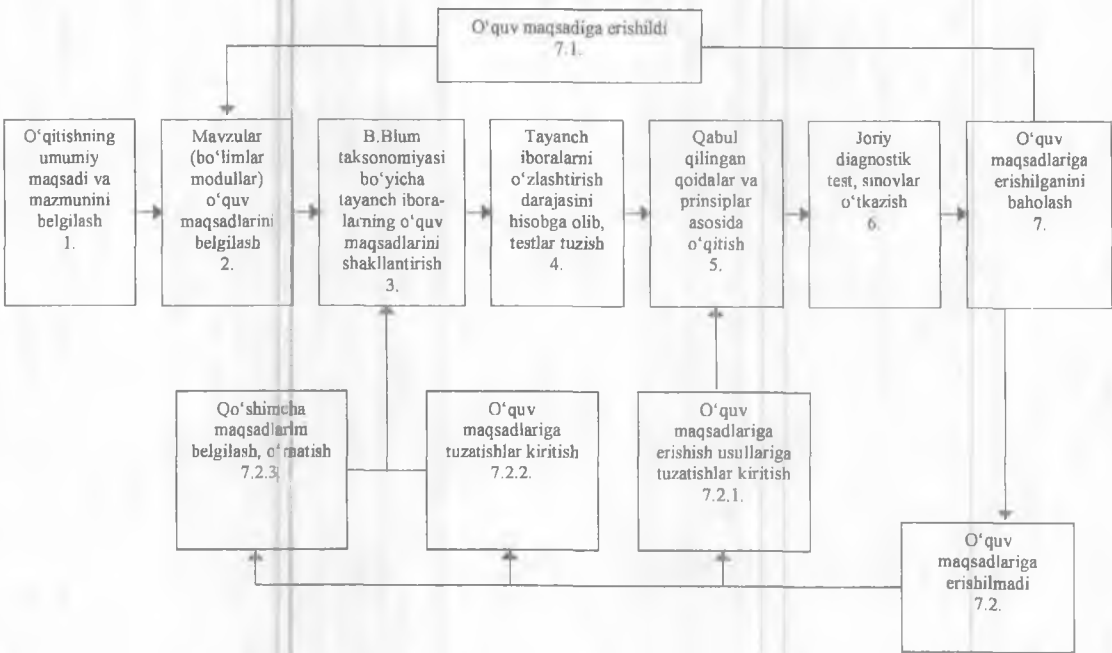 O‘quv maqsadiga erishildi
7.1.
O‘qitishning
umumiy
maqsadi va
mazmunini
belgilash
1.
Mavzular
(bo‘limlar
modullar)
o‘quv
maqsadlarini
belgilash
2.
B.Blum
taksonomiyasi
bo‘yicha
tayanch ibora-
larning o‘quv
maqsadlarini
shakllantirish
3.
Tayanch
iboralarni
o‘zlashtirish
darajasini
hisobga olib,
testlar tuzish
4.
Qabul
qilingan
qoidalar va
prinsiplar
asosida
o‘qitish
5.
Joriy
diagnostik
test, sinovlar
o‘tkazish
6.
O‘quv
maqsadlariga
erishilganini
baholash
7.
Qo‘shimcha
maqsadlarini
belgilash, o‘rnatish
7.2.3.
O‘quv
maqsadlariga
tuzatishlar kiritish
7.2.2.
O‘quv
maqsadlariga
erishish usullariga
tuzatishlar kiritish
7.2.1.
O‘quv
maqsadlariga
erishilmadi
7.2.